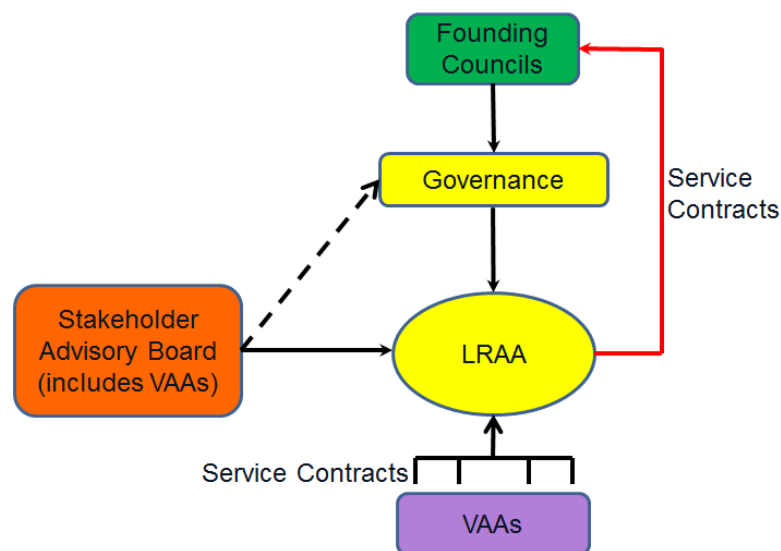 Founding
Councils
Governance
Service
Contracts
Stakeholder
Advisory Board
(includes VAAs)
LRAA
Service Contracts
VAAs